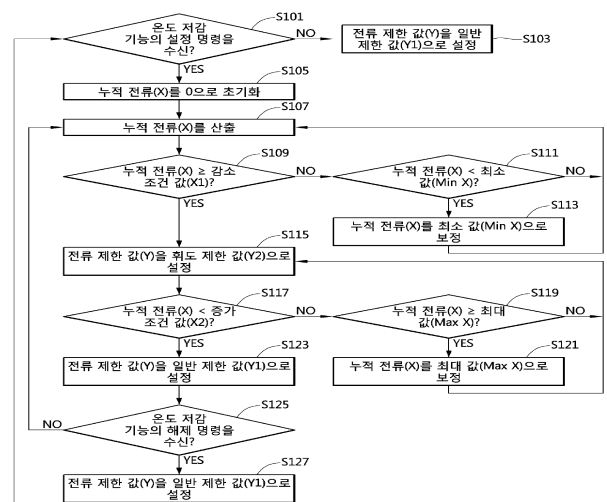 S101
온도 저감
기능의 설정 명령을
수신?
NO
YES
S103
전류 제한 값(Y)을 일반
제한 값(Y1)으로 설정
S105
누적 전류(X)를 0으로 초기화
S107
누적 전류(X)를 산출
S109
누적 전류(X) ≥ 감소
조건 값(X1)?
NO
YES
S111
누적 전류(X) < 최소
값(Min X)?
NO
YES
S113
누적 전류(X)를 최소 값(Min X)으로
보정
S115
전류 제한 값(Y)을 휘도 제한 값(Y2)으로
설정
S117
누적 전류(X) < 증가
조건 값(X2)?
NO
YES
S119
누적 전류(X) ≥ 최대
값(Max X)?
NO
YES
S121
누적 전류(X)를 최대 값(Max X)으로
보정
S123
전류 제한 값(Y)을 일반 제한 값(Y1)으로
설정
S125
온도 저감
기능의 해제 명령을
수신?
NO
YES
S127
전류 제한 값(Y)을 일반 제한 값(Y1)으로
설정